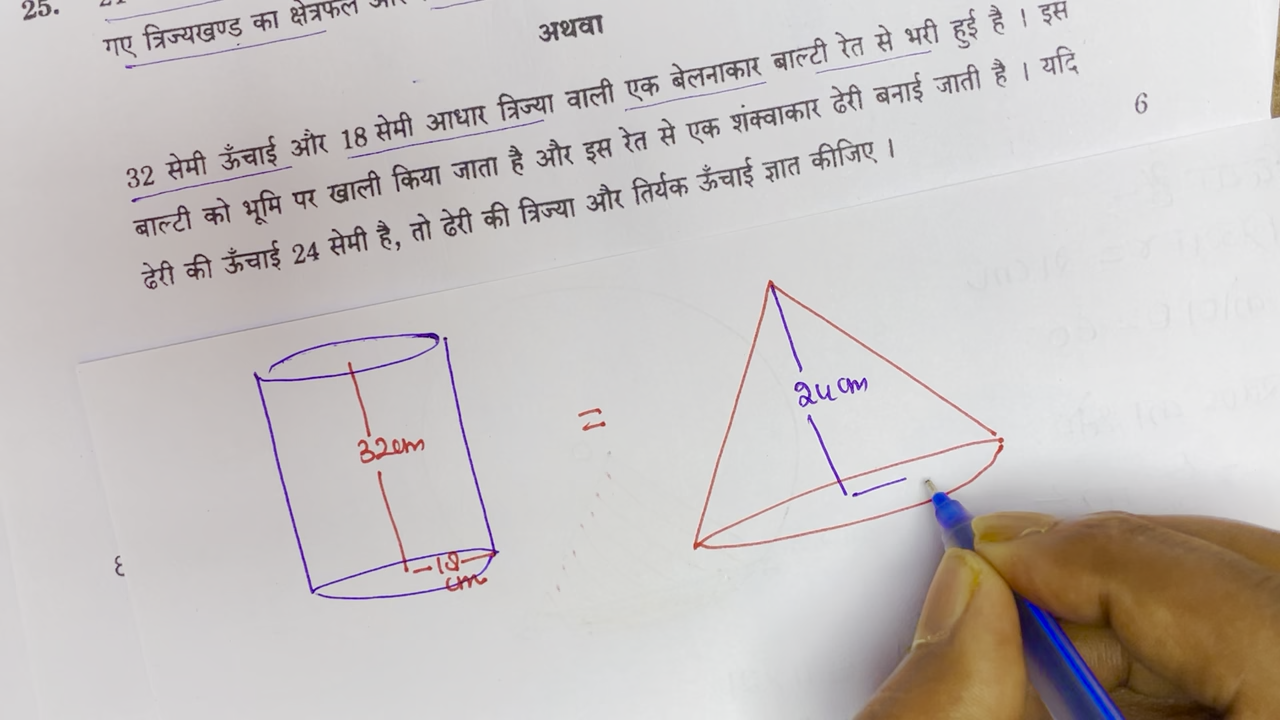 25.
गए त्रिज्यखण्ड का क्षेत्रफल और
अथवा
32 सेमी ऊँचाई और 18 सेमी आधार त्रिज्या वाली एक बेलनाकार बाल्टी रेत से भरी हुई है । इस
बाल्टी को भूमि पर खाली किया जाता है और इस रेत से एक शंक्वाकार ढेरी बनाई जाती है । यदि
ढेरी की ऊँचाई 24 सेमी है, तो ढेरी की त्रिज्या और तिर्यक ऊँचाई ज्ञात कीजिए ।
6
32cm
18
cm
=
24cm